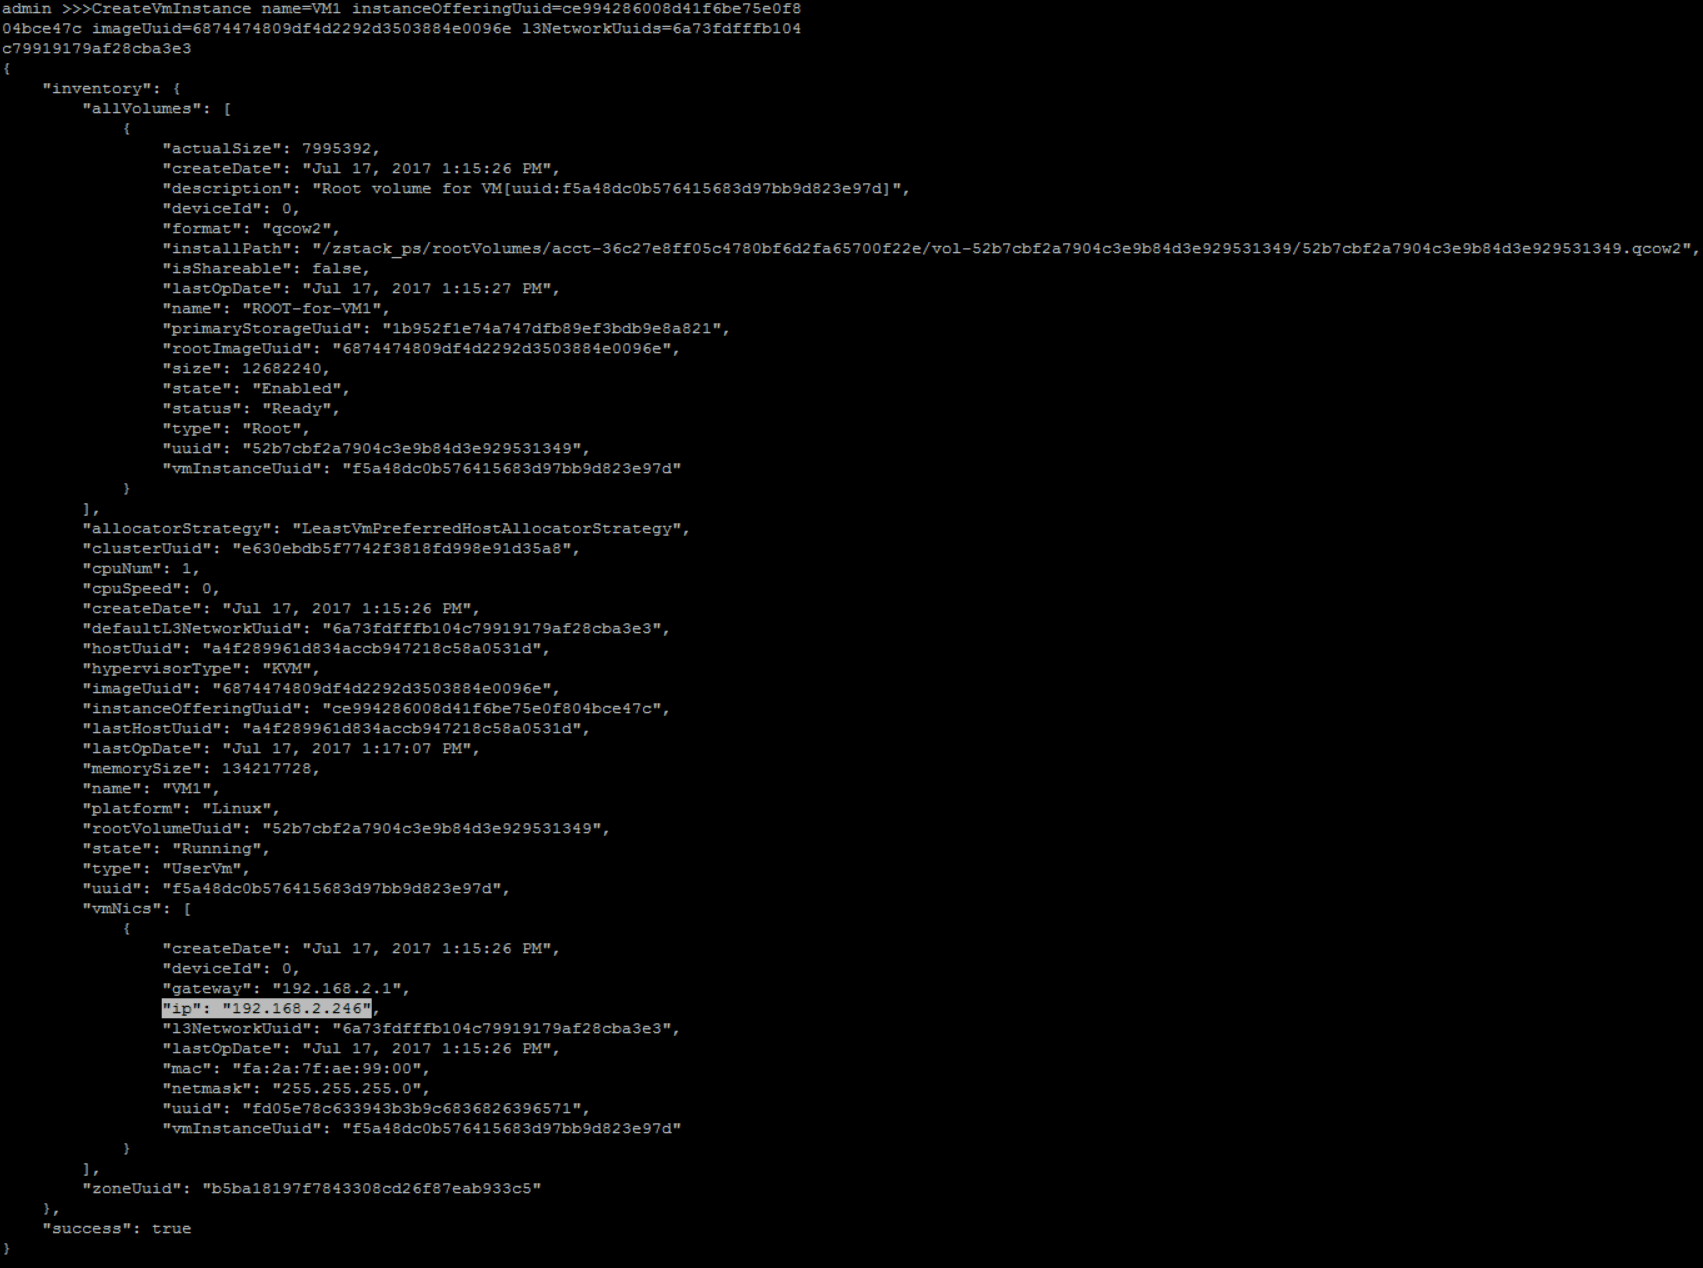 admin >>>CreateVmInstance name=VM1 instanceOfferingUuid=ce994286008d41f6be75e0f8
04bce47c imageUuid=6874474809df4d2292d3503884e0096e l3NetworkUuids=6a73fdfffb104
c79919179af28cba3e3
{
    "inventory": {
        "allVolumes": [
            {
                "actualSize": 7995392,
                "createDate": "Jul 17, 2017 1:15:26 PM",
                "description": "Root volume for VM[uuid:f5a48dc0b576415683d97bb9d823e97d]",
                "deviceId": 0,
                "format": "qcow2",
                "installPath": "/zstack_ps/rootVolumes/acct-36c27e8ff05c4780bf6d2fa65700f22e/vol-52b7cbf2a7904c3e9b84d3e929531349/52b7cbf2a7904c3e9b84d3e929531349.qcow2",
                "isShareable": false,
                "lastOpDate": "Jul 17, 2017 1:15:27 PM",
                "name": "ROOT-for-VM1",
                "primaryStorageUuid": "1b952f1e74a747dfb89ef3bdb9e8a821",
                "rootImageUuid": "6874474809df4d2292d3503884e0096e",
                "size": 12682240,
                "state": "Enabled",
                "status": "Ready",
                "type": "Root",
                "uuid": "52b7cbf2a7904c3e9b84d3e929531349",
                "vmInstanceUuid": "f5a48dc0b576415683d97bb9d823e97d"
            }
        ],
        "allocatorStrategy": "LeastVmPreferredHostAllocatorStrategy",
        "clusterUuid": "e630ebdb5f7742f3818fd998e91d35a8",
        "cpuNum": 1,
        "cpuSpeed": 0,
        "createDate": "Jul 17, 2017 1:15:26 PM",
        "defaultL3NetworkUuid": "6a73fdfffb104c79919179af28cba3e3",
        "hostUuid": "a4f289961d834accb947218c58a0531d",
        "hypervisorType": "KVM",
        "imageUuid": "6874474809df4d2292d3503884e0096e",
        "instanceOfferingUuid": "ce994286008d41f6be75e0f804bce47c",
        "lastHostUuid": "a4f289961d834accb947218c58a0531d",
        "lastOpDate": "Jul 17, 2017 1:17:07 PM",
        "memorySize": 134217728,
        "name": "VM1",
        "platform": "Linux",
        "rootVolumeUuid": "52b7cbf2a7904c3e9b84d3e929531349",
        "state": "Running",
        "type": "UserVm",
        "uuid": "f5a48dc0b576415683d97bb9d823e97d",
        "vmNics": [
            {
                "createDate": "Jul 17, 2017 1:15:26 PM",
                "deviceId": 0,
                "gateway": "192.168.2.1",
                "ip": "192.168.2.246",
                "l3NetworkUuid": "6a73fdfffb104c79919179af28cba3e3",
                "lastOpDate": "Jul 17, 2017 1:15:26 PM",
                "mac": "fa:2a:7f:ae:99:00",
                "netmask": "255.255.255.0",
                "uuid": "fd05e78c633943b3b9c6836826396571",
                "vmInstanceUuid": "f5a48dc0b576415683d97bb9d823e97d"
            }
        ],
        "zoneUuid": "b5ba18197f7843308cd26f87eab933c5"
    },
    "success": true
}